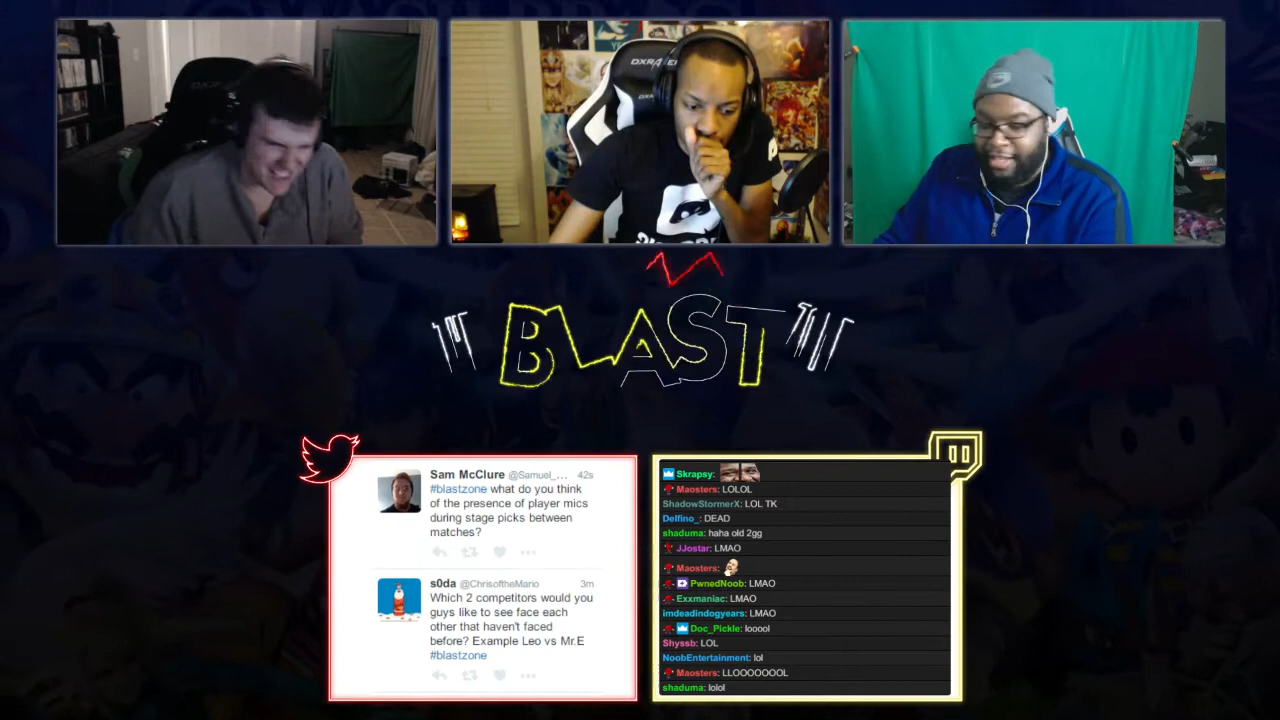 DXRACER
BLAST
Sam McClure @Samuel_... 42s
#blastzone what do you think
of the presence of player mics
during stage picks between
matches?
s0da @ChrisoftheMario 3m
Which 2 competitors would you
guys like to see face each
other that haven't faced
before? Example Leo vs Mr.E
#blastzone
Skrapsy:
Maosters: LOLOL
ShadowStormerX: LOL TK
Delfino_: DEAD
shaduma: haha old 2gg
JJostar: LMAO
Maosters:
PwnedNoob: LMAO
Exxmaniac: LMAO
imdeadindogyears: LMAO
Doc_Pickle: looool
Shyssb: LOL
NoobEntertainment: lol
Maosters: LLOOOOOOOL
shaduma: lolol